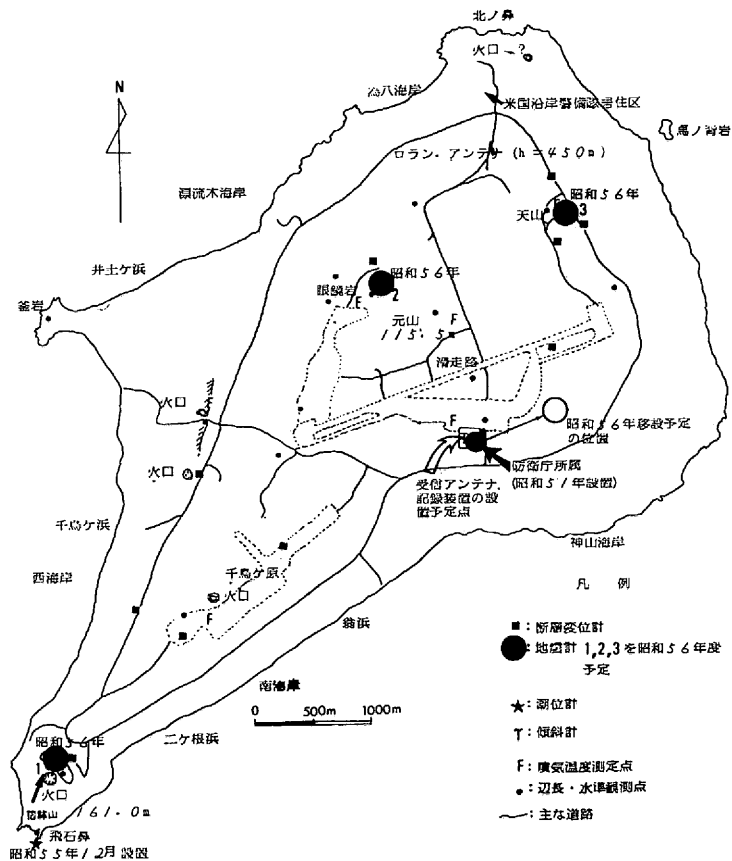 北ノ鼻
火口-?
為八海岸
米国沿岸警備隊居住区
N
ロラン・アンテナ (h=450m)
漂流木海岸
昭和56年
天山
3
井土ケ浜
昭和56年
眼鏡岩
2
F
釜岩
元山
F
115.5
滑走路
火口
昭和56年移設予定
の位置
F
防衛庁所属
(昭和51年設置)
火口
受信アンテナ,
記録装置の設
置予定点
千鳥ケ浜
神山海岸
西海岸
千鳥ケ原
凡 例
火口
F
翁浜
■:断層変位計
●:地震計 1,2,3を昭和56年度
予定
南海岸
0 500m 1000m
★:潮位計
T:傾斜計
二ケ根浜
昭和56年
1
F:噴気温度測定点
火口
●:辺長・水準観測点
161.0m
:主な道路
飛石鼻
昭和55年12月設置